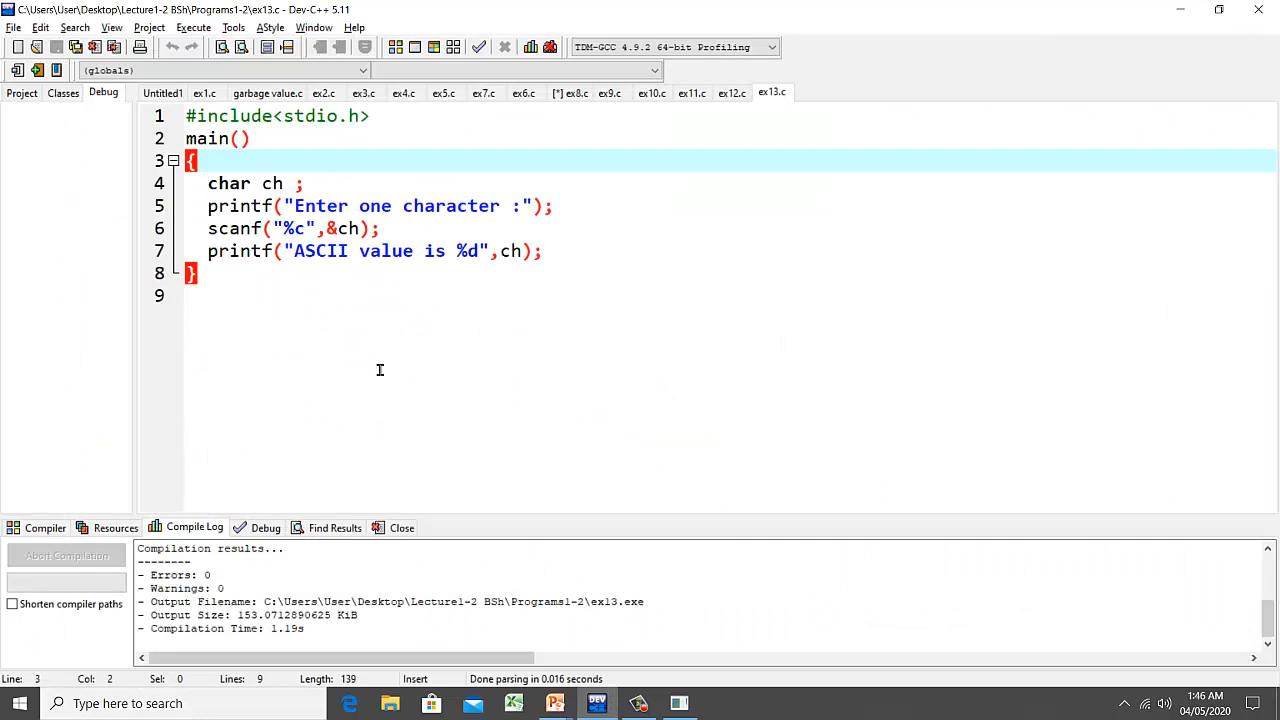 C:\Users\User\Desktop\Lecture1-2 BSh\Programs1-2\ex13.c - Dev-C++ 5.11
File Edit Search View Project Execute Tools AStyle Window Help
TDM-GCC 4.9.2 64-bit Profiling
(globals)
Project Classes Debug Untitled1 ex1.c garbage value.c ex2.c ex3.c ex4.c ex5.c ex7.c ex6.c [*] ex8.c ex9.c ex10.c ex11.c ex12.c ex13.c
1 #include<stdio.h>
2 main()
3 {
4 char ch ;
5 printf("Enter one character :");
6 scanf("%c",&ch);
7 printf("ASCII value is %d",ch);
8 }
9
Compiler Resources Compile Log Debug Find Results Close
Abort Compilation
Shorten compiler paths
Compilation results...
--------
- Errors: 0
- Warnings: 0
- Output Filename: C:\Users\User\Desktop\Lecture1-2 BSh\Programs1-2\ex13.exe
- Output Size: 153.0712890625 KiB
- Compilation Time: 1.19s
Line: 3 Col: 2 Sel: 0 Lines: 9 Length: 139 Insert Done parsing in 0.016 seconds
Type here to search
1:46 AM
04/05/2020